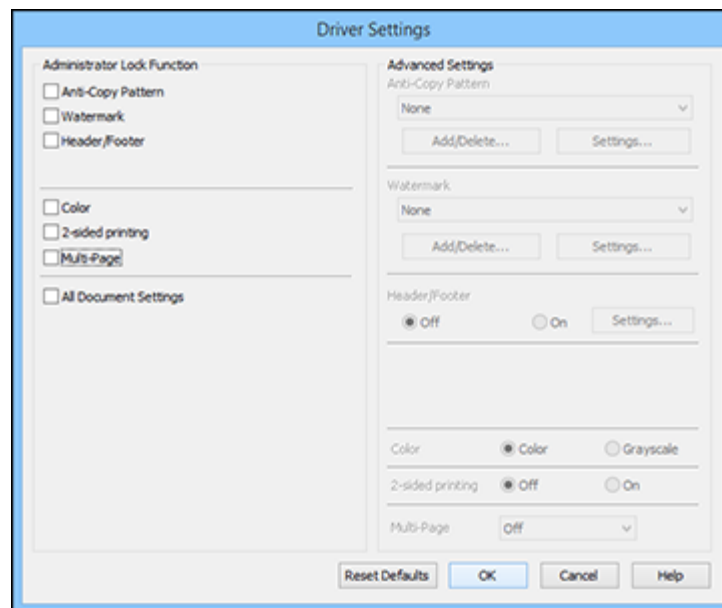 Driver Settings
Administrator Lock Function
Anti-Copy Pattern
Watermark
Header/Footer
Color
2-sided printing
Multi-Page
All Document Settings
Advanced Settings
Anti-Copy Pattern
None
Add/Delete... Settings...
Watermark
None
Add/Delete... Settings...
Header/Footer
Off On Settings...
Color Color Grayscale
2-sided printing Off On
Multi-Page Off
Reset Defaults OK Cancel Help